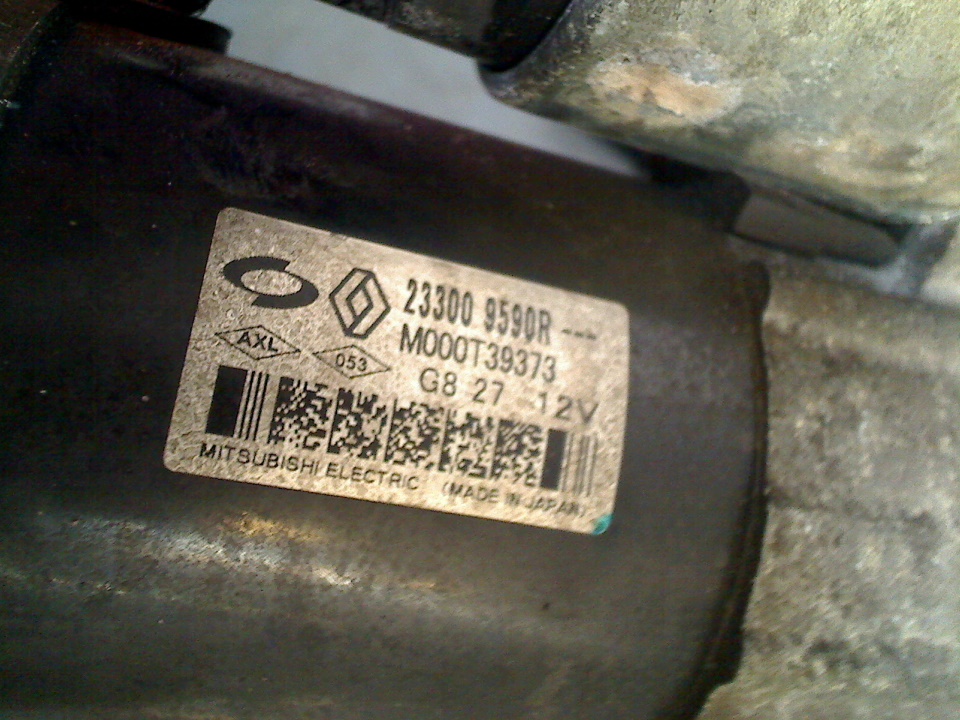 23300 9590R ---
M000T39373
AXL 053 G8 27 12V
MITSUBISHI ELECTRIC (MADE IN JAPAN)